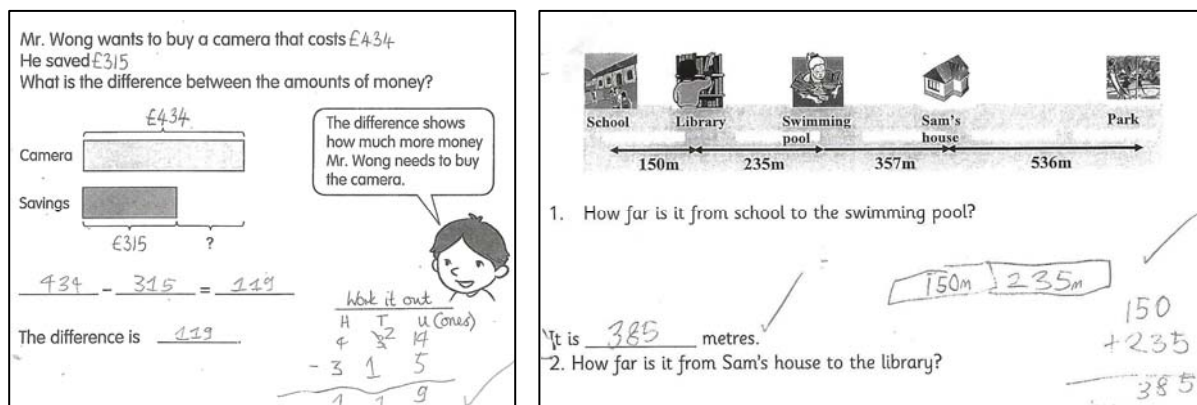 Mr. Wong wants to buy a camera that costs £434
He saved £315
What is the difference between the amounts of money?
£434
Camera
Savings
£315 ?
The difference shows
how much more money
Mr. Wong needs to buy
the camera.
434 - 315 = 119
The difference is 119.
Work it out
H T U (ones)
4 3 2 14
- 3 1 5
1 1 9
School Library Swimming pool Sam's house Park
150m 235m 357m 536m
1. How far is it from school to the swimming pool?
150m 235m
150
+235
385
It is 385 metres.
2. How far is it from Sam's house to the library?